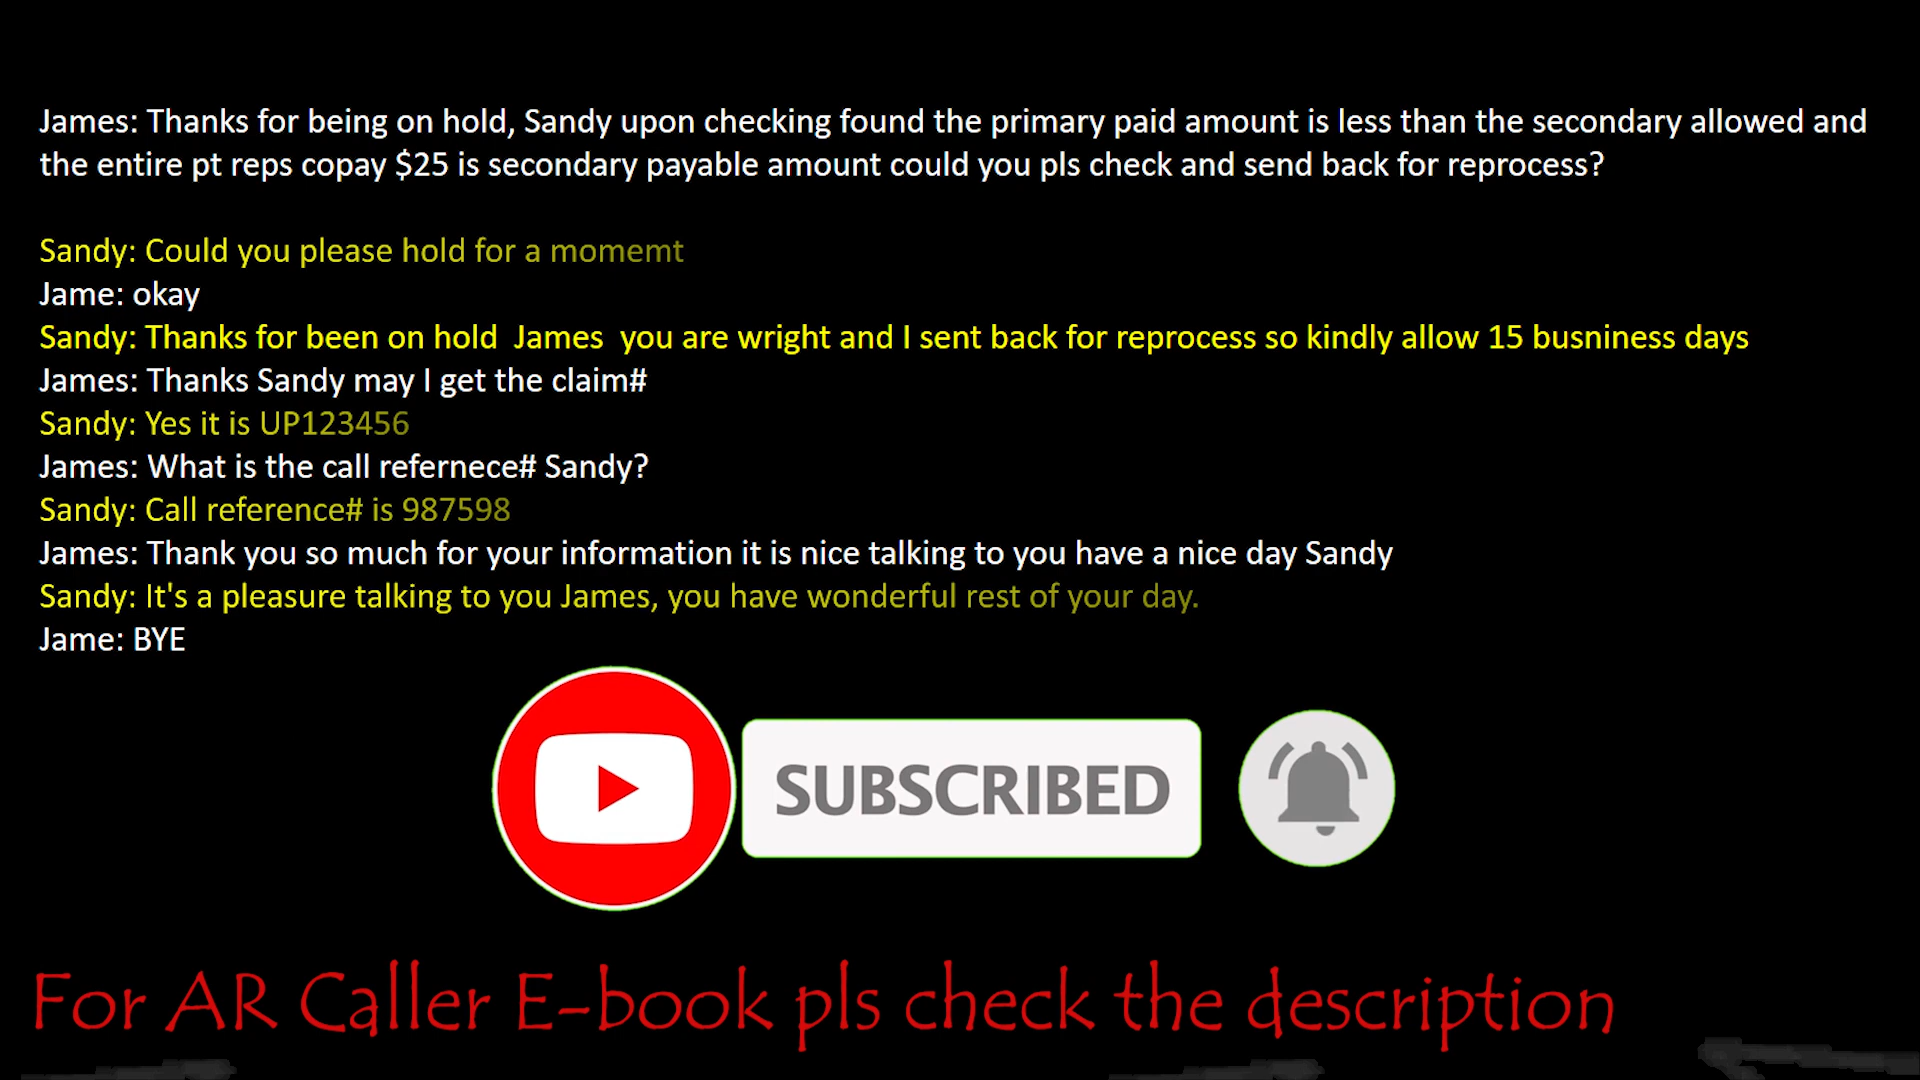 James: Thanks for being on hold, Sandy upon checking found the primary paid amount is less than the secondary allowed and
the entire pt reps copay $25 is secondary payable amount could you pls check and send back for reprocess?
Sandy: Could you please hold for a momemt
Jame: okay
Sandy: Thanks for been on hold  James  you are wright and I sent back for reprocess so kindly allow 15 busniness days
James: Thanks Sandy may I get the claim#
Sandy: Yes it is UP123456
James: What is the call refernece# Sandy?
Sandy: Call reference# is 987598
James: Thank you so much for your information it is nice talking to you have a nice day Sandy
Sandy: It's a pleasure talking to you James, you have wonderful rest of your day.
Jame: BYE
SUBSCRIBED
For AR Caller E-book pls check the description